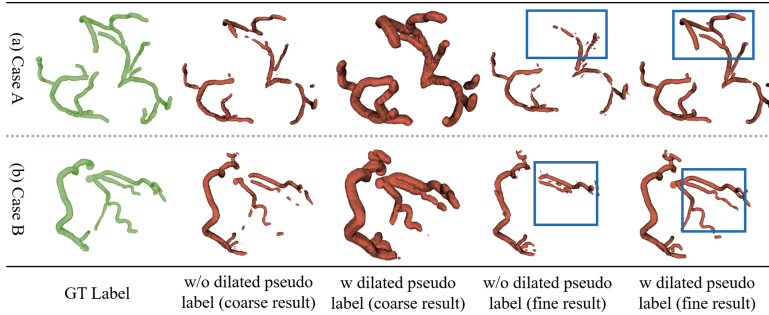 (a) Case A
(b) Case B
GT Label
w/o dilated pseudo
label (coarse result)
w dilated pseudo
label (coarse result)
w/o dilated pseudo
label (fine result)
w dilated pseudo
label (fine result)